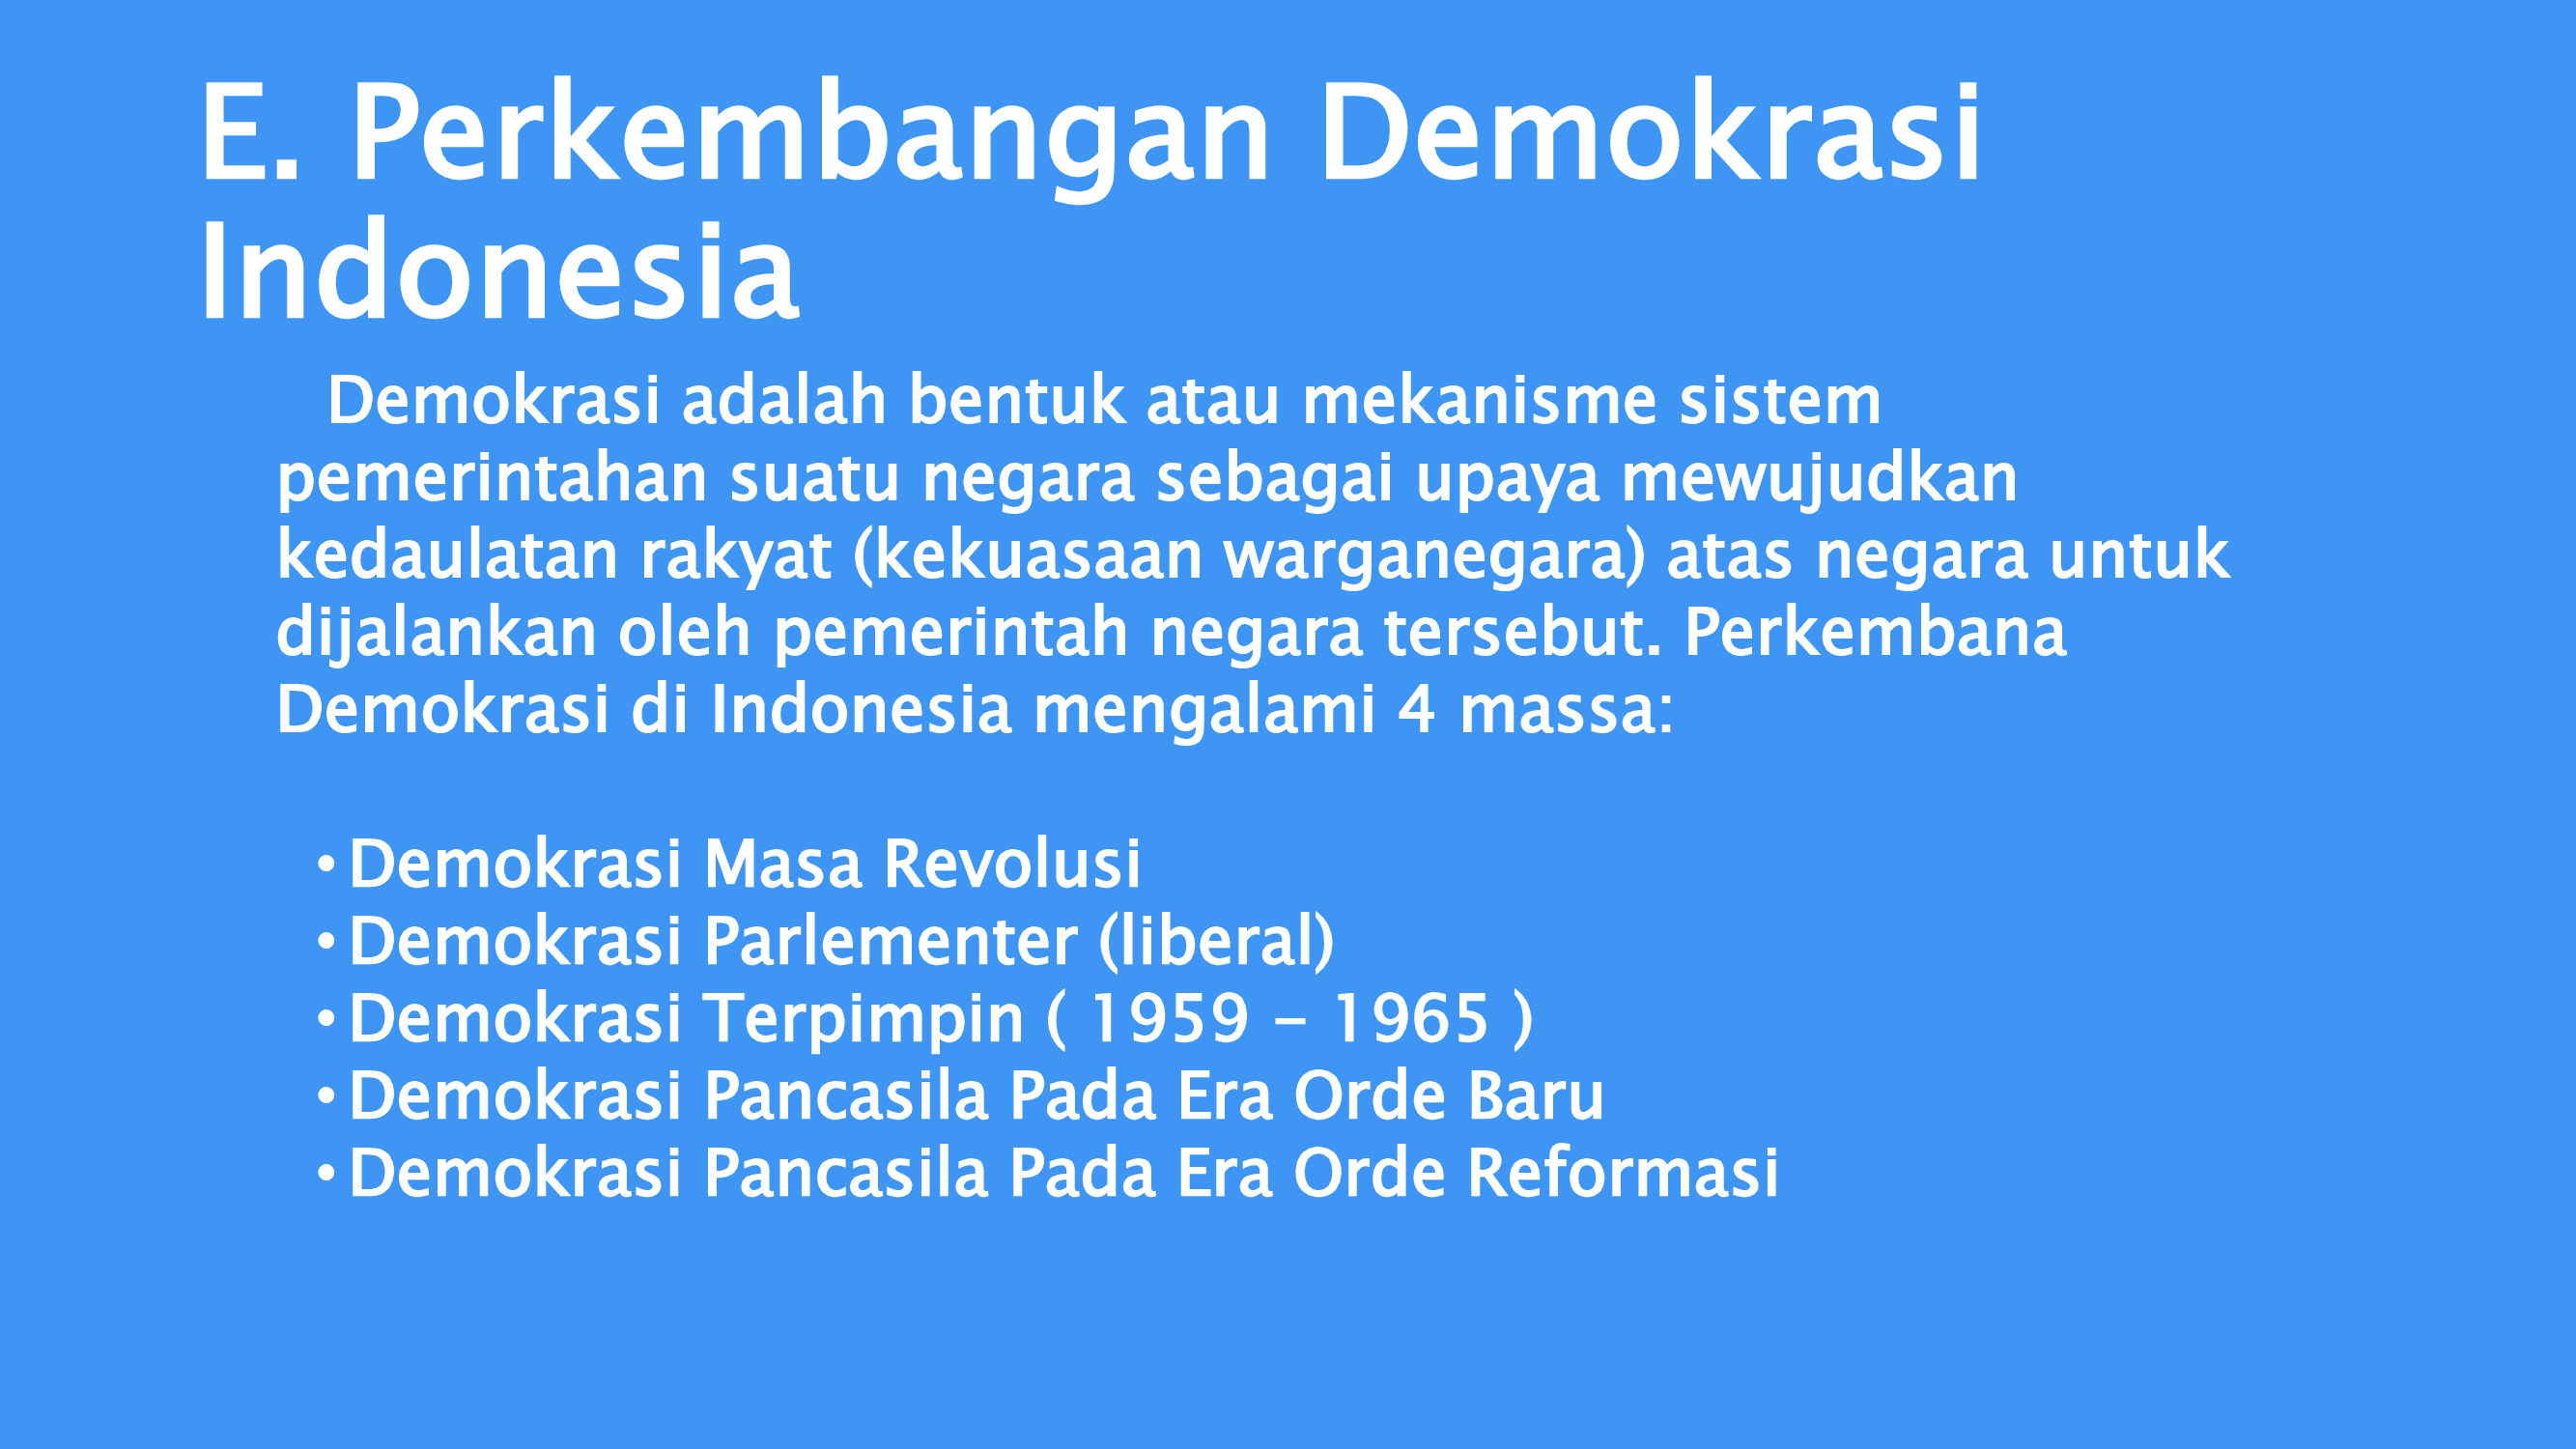 E. Perkembangan Demokrasi
Indonesia
Demokrasi adalah bentuk atau mekanisme sistem
pemerintahan suatu negara sebagai upaya mewujudkan
kedaulatan rakyat (kekuasaan warganegara) atas negara untuk
dijalankan oleh pemerintah negara tersebut. Perkembana
Demokrasi di Indonesia mengalami 4 massa:
• Demokrasi Masa Revolusi
• Demokrasi Parlementer (liberal)
• Demokrasi Terpimpin ( 1959 – 1965 )
• Demokrasi Pancasila Pada Era Orde Baru
• Demokrasi Pancasila Pada Era Orde Reformasi